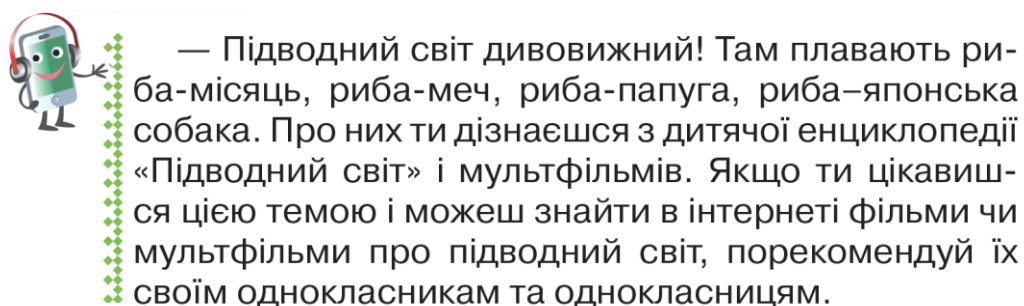 — Підводний світ дивовижний! Там плавають ри-
ба-місяць, риба-меч, риба-папуга, риба–японська
собака. Про них ти дізнаєшся з дитячої енциклопедії
«Підводний світ» і мультфільмів. Якщо ти цікавиш-
ся цією темою і можеш знайти в інтернеті фільми чи
мультфільми про підводний світ, порекомендуй їх
своїм однокласникам та однокласницям.